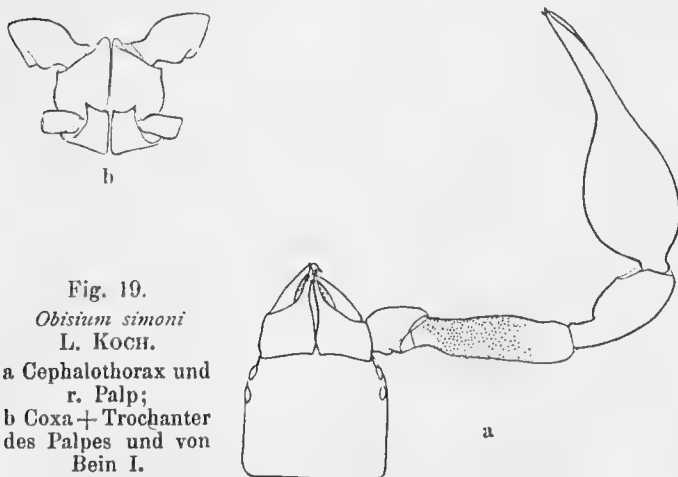 b
Fig. 19.
Obisium simoni
L. KOCH.
a Cephalothorax und
r. Palp;
b Coxa + Trochanter
des Palpes und von
Bein I.
a